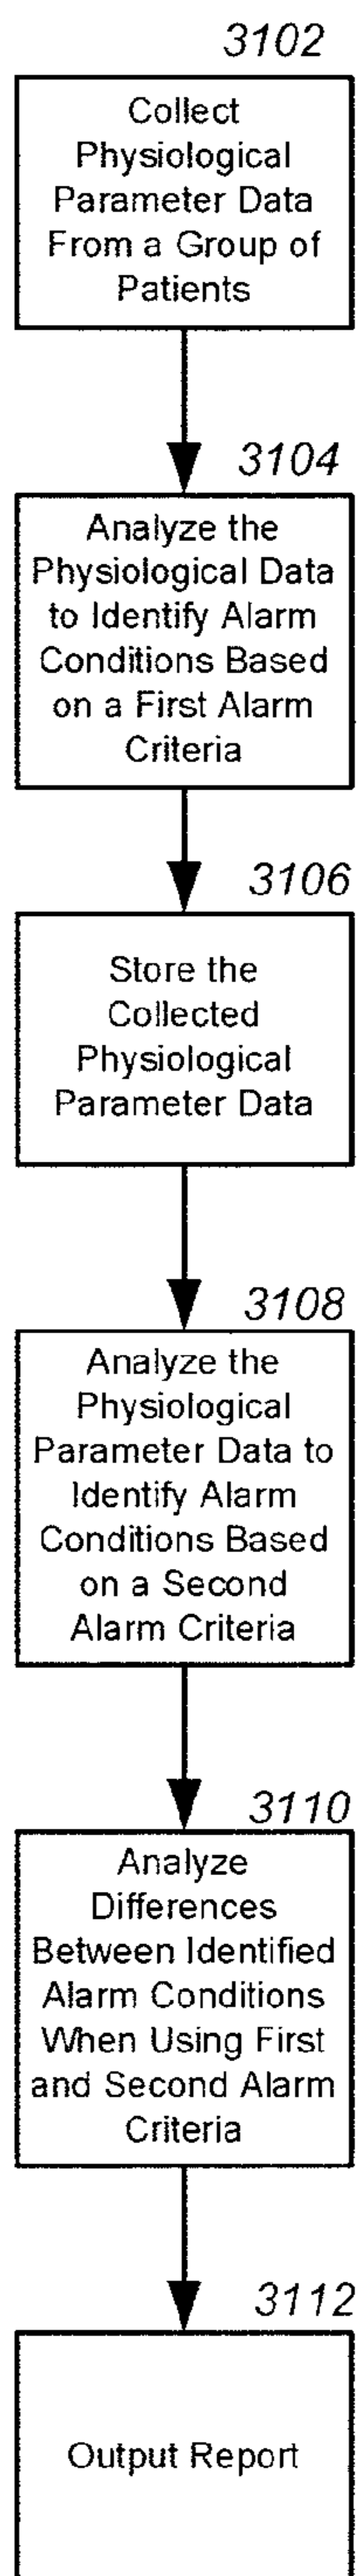 3102
Collect
Physiological
Parameter Data
From a Group of
Patients
3104
Analyze the
Physiological Data
to Identify Alarm
Conditions Based
on a First Alarm
Criteria
3106
Store the
Collected
Physiological
Parameter Data
3108
Analyze the
Physiological
Parameter Data to
Identify Alarm
Conditions Based
on a Second
Alarm Criteria
3110
Analyze
Differences
Between Identified
Alarm Conditions
When Using First
and Second Alarm
Criteria
3112
Output Report